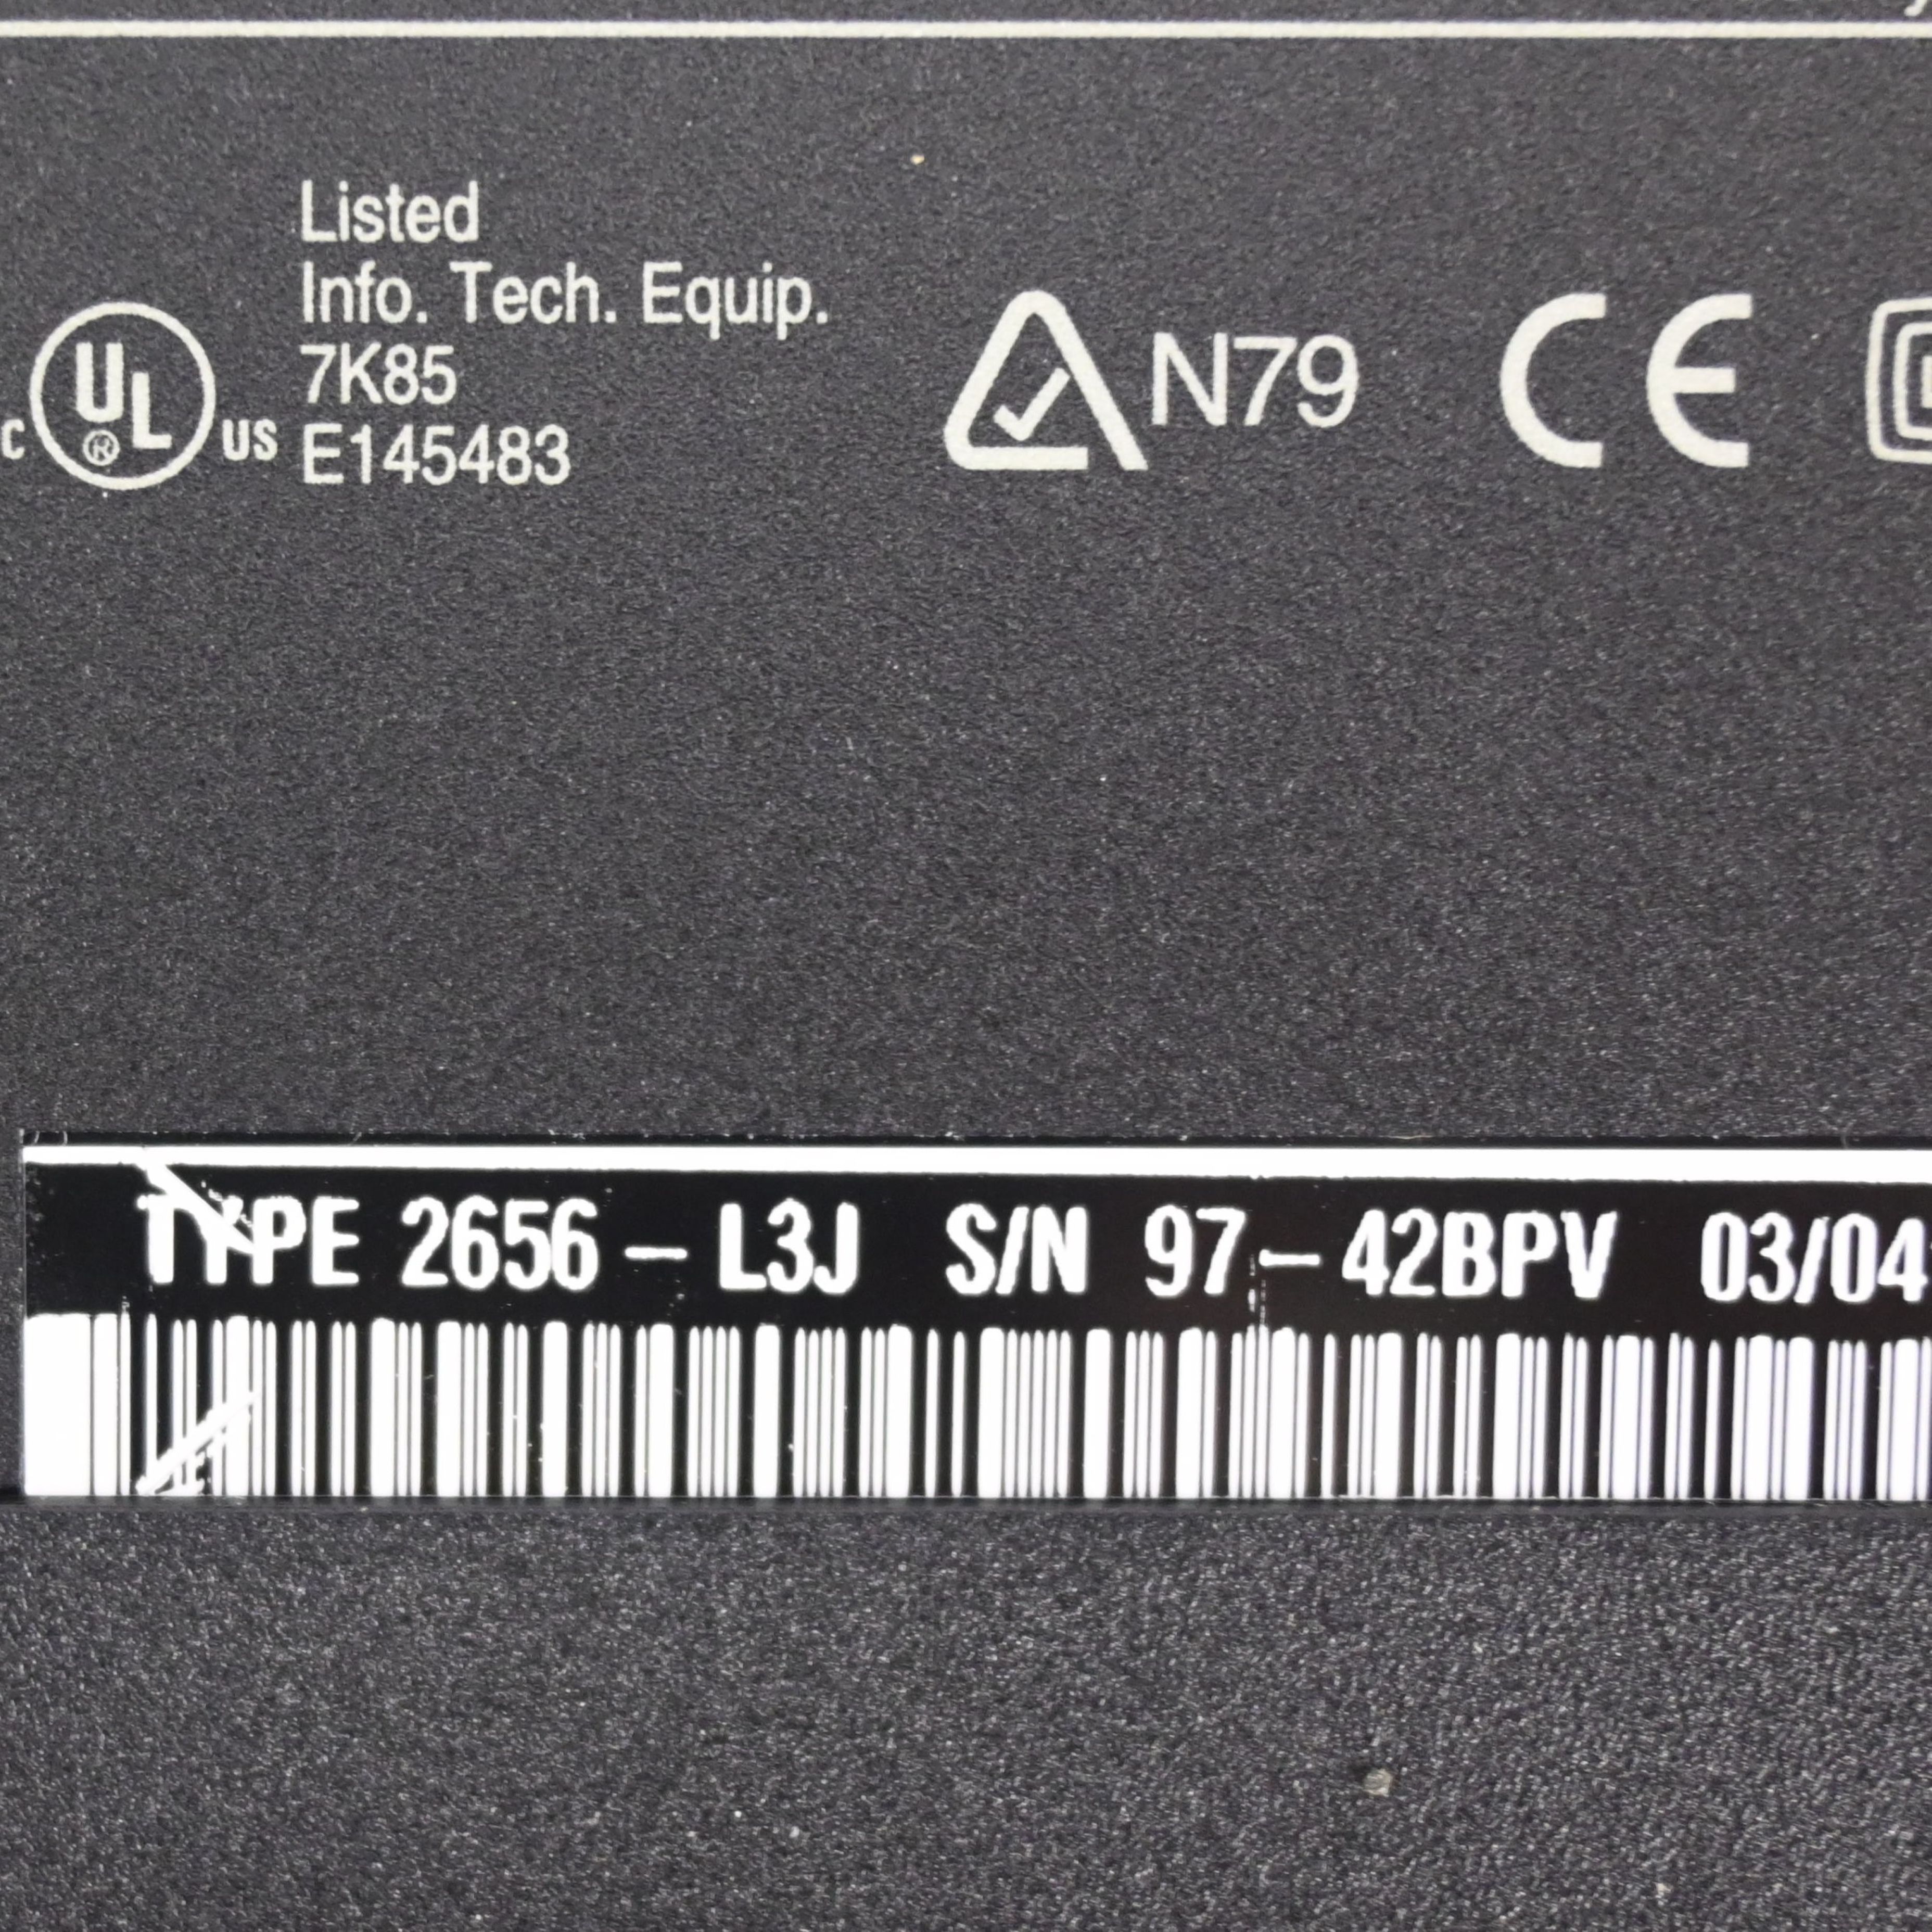 Listed
Info. Tech. Equip.
7K85
E145483
C UL ® US
N79
CE
TYPE 2656 - L3J S/N 97-42BPV 03/04